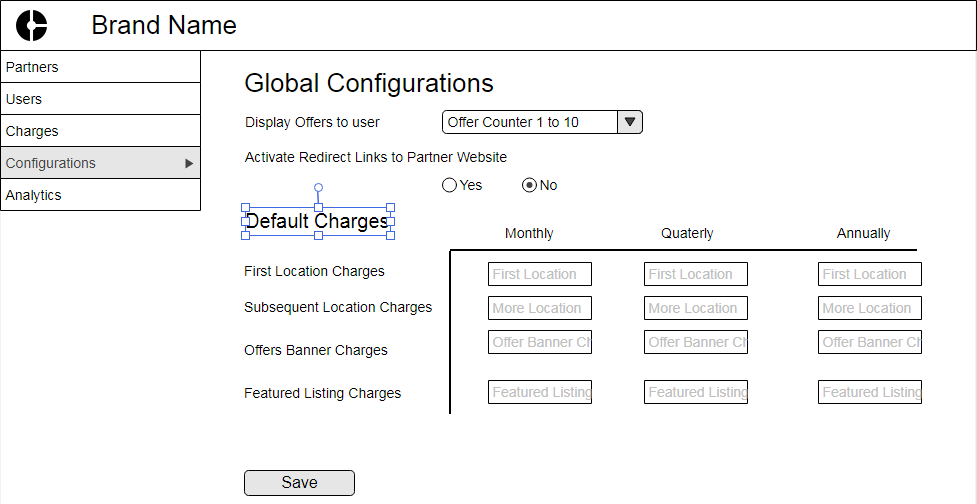 Brand Name
Partners
Users
Charges
Configurations
Analytics
Global Configurations
Display Offers to user
Offer Counter 1 to 10
Activate Redirect Links to Partner Website
Yes
No
Default Charges
Monthly Quaterly Annually
First Location Charges First Location First Location First Location
Subsequent Location Charges More Location More Location More Location
Offers Banner Charges Offer Banner Ch Offer Banner Ch Offer Banner Ch
Featured Listing Charges Featured Listing Featured Listing Featured Listing
Save